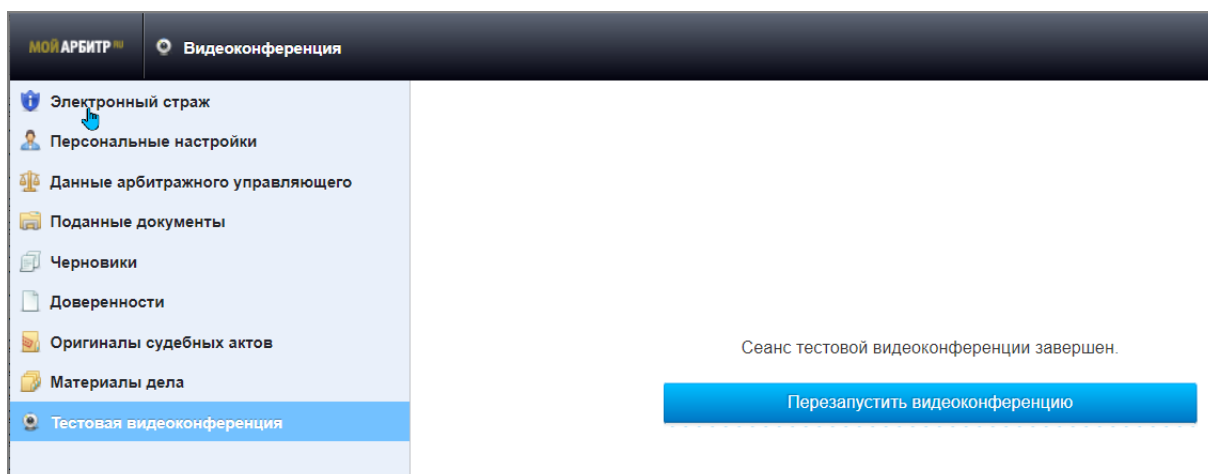 МОЙ АРБИТР RU
Видеоконференция
Электронный страж
Персональные настройки
Данные арбитражного управляющего
Поданные документы
Черновики
Доверенности
Оригиналы судебных актов
Материалы дела
Тестовая видеоконференция
Сеанс тестовой видеоконференции завершен.
Перезапустить видеоконференцию